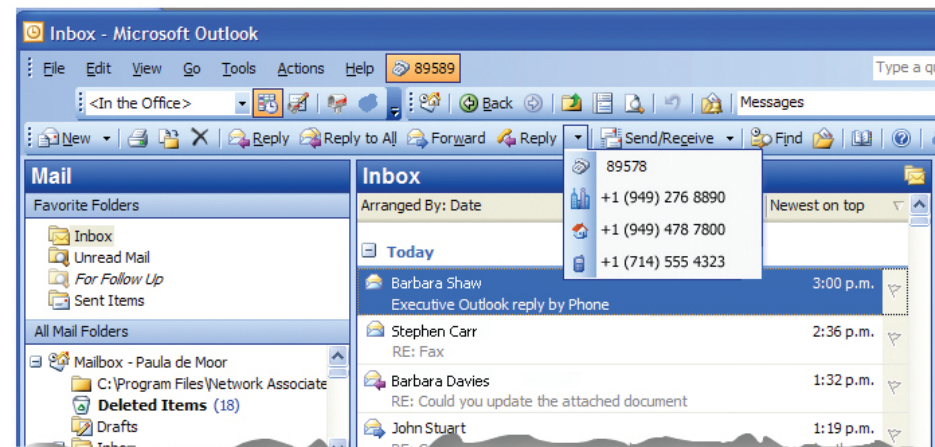 Inbox - Microsoft Outlook
File Edit View Go Tools Actions Help 89589 Type a q
<In the Office> Back Messages
New Reply Reply to All Forward Reply Send/Receive Find
Mail
Favorite Folders
Inbox
Unread Mail
For Follow Up
Sent Items
All Mail Folders
Mailbox - Paula de Moor
C:\Program Files\Network Associate
Deleted Items (18)
Drafts
Inbox
89578
+1 (949) 276 8890
+1 (949) 478 7800
+1 (714) 555 4323
Inbox
Arranged By: Date Newest on top
Today
Barbara Shaw 3:00 p.m.
Executive Outlook reply by Phone
Stephen Carr 2:36 p.m.
RE: Fax
Barbara Davies 1:32 p.m.
RE: Could you update the attached document
John Stuart 1:19 p.m.